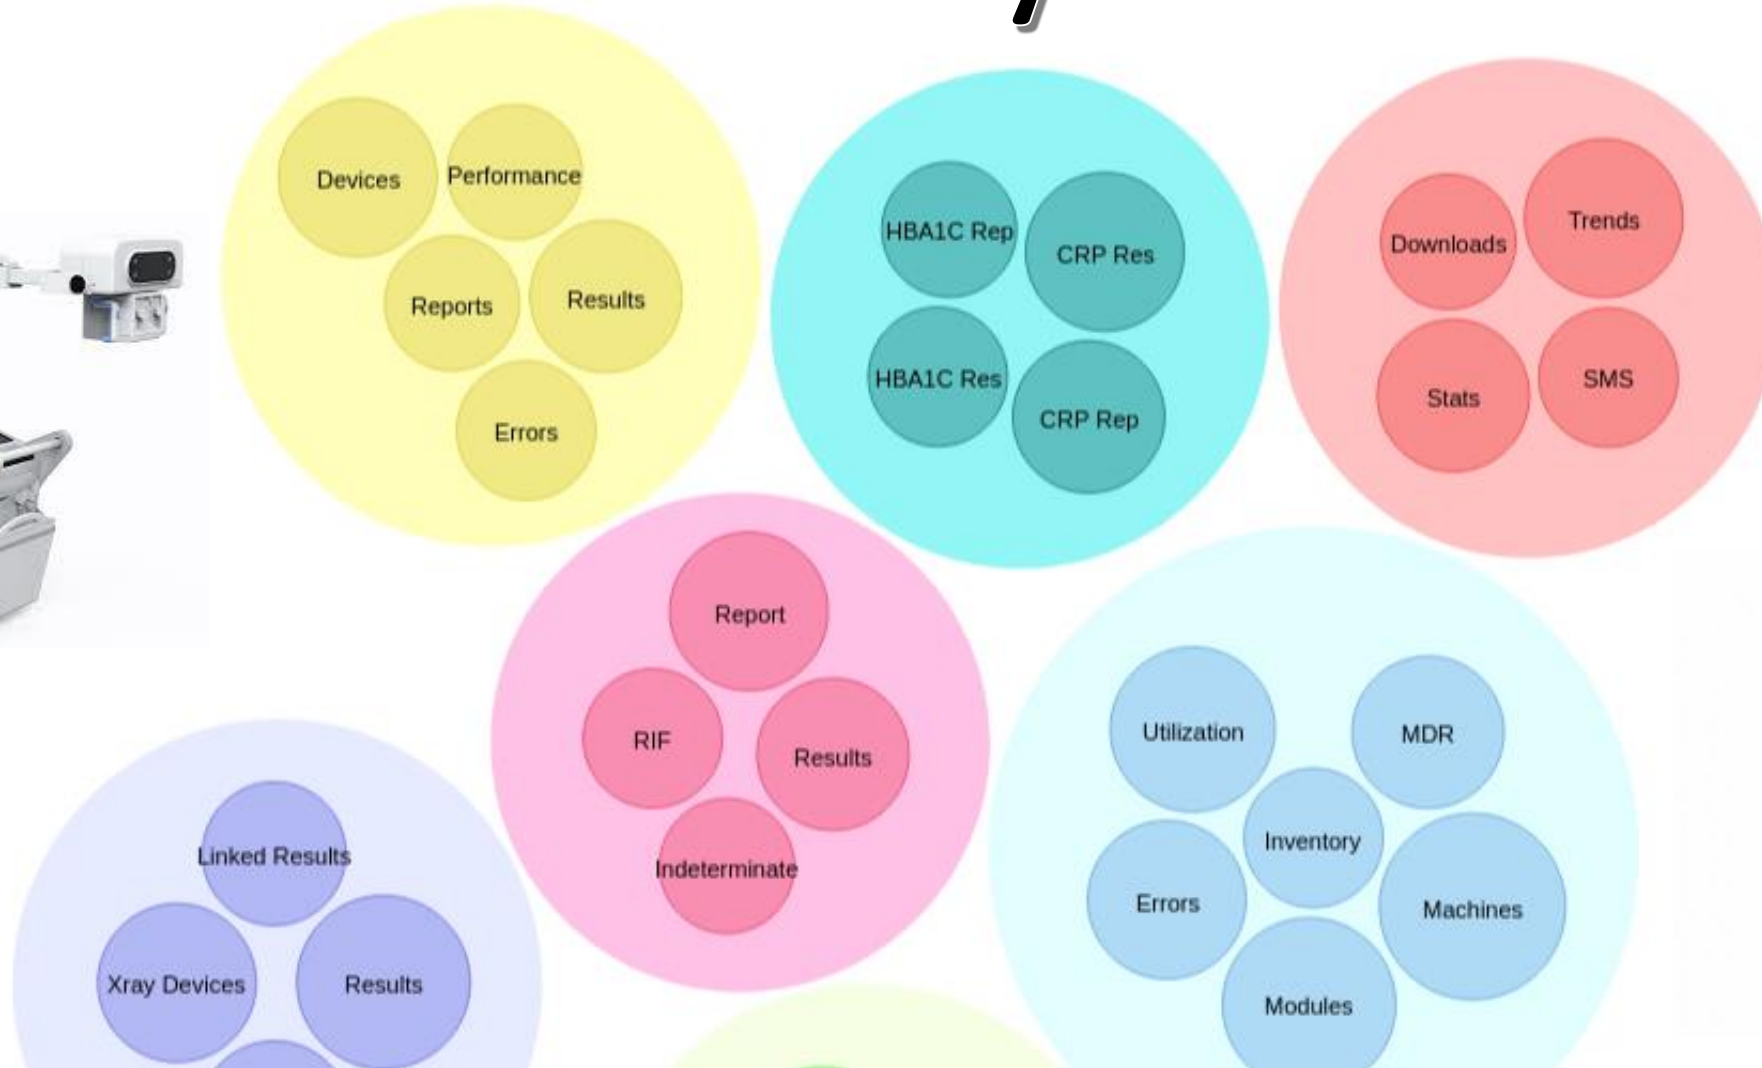 Devices
Performance
Reports
Results
Errors
HBA1C Rep
CRP Res
HBA1C Res
CRP Rep
Downloads
Trends
Stats
SMS
Report
RIF
Results
Indeterminate
Utilization
MDR
Inventory
Errors
Machines
Modules
Linked Results
Xray Devices
Results